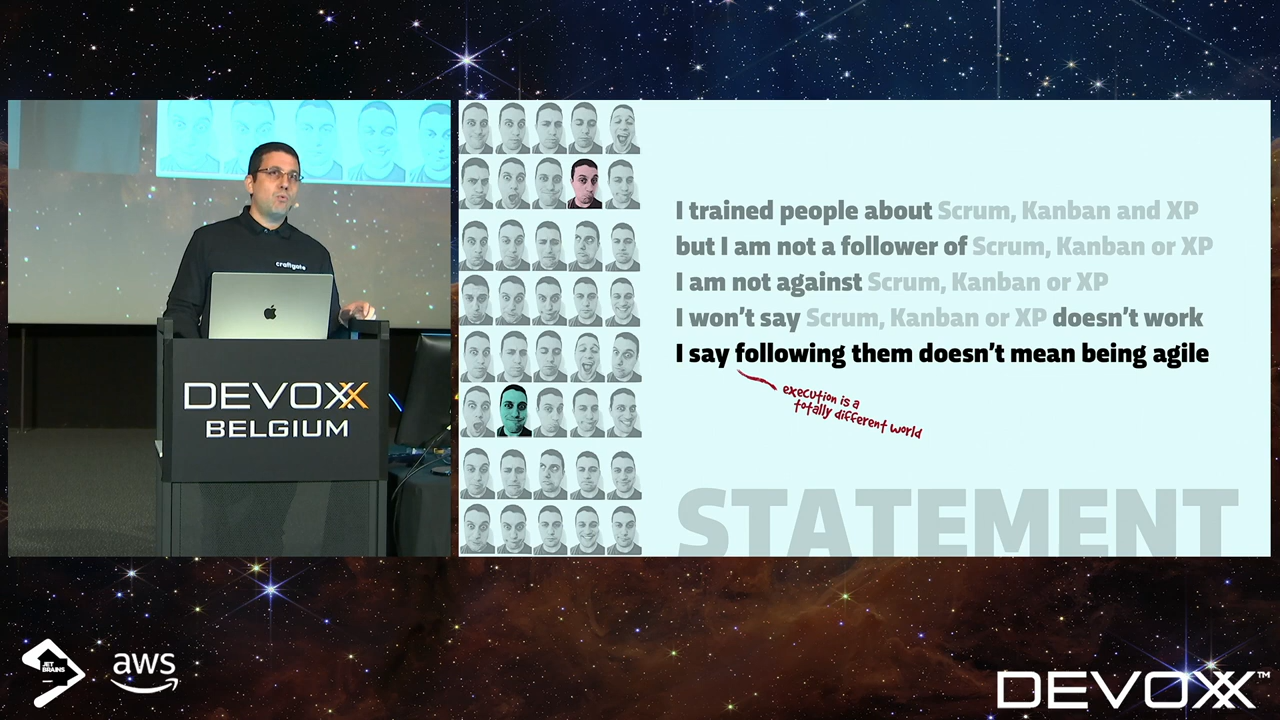 craftgate
DEVOXX
BELGIUM
I trained people about Scrum, Kanban and XP
but I am not a follower of Scrum, Kanban or XP
I am not against Scrum, Kanban or XP
I won't say Scrum, Kanban or XP doesn't work
I say following them doesn't mean being agile
execution is a
totally different world
STATEMENT
JET
BRAINS
aws
DEVOXX™